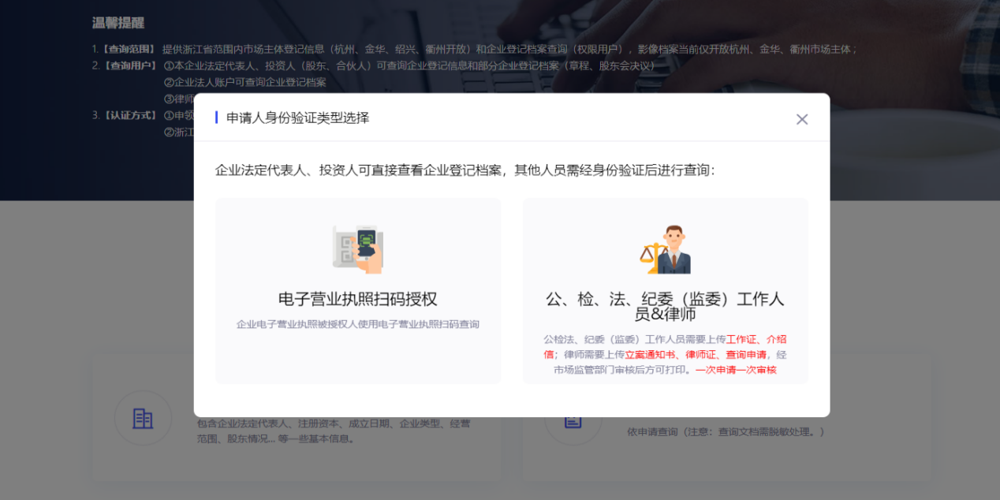 温馨提醒
1.【查询范围】 提供浙江省范围内市场主体登记信息（杭州、金华、绍兴、衢州开放）和企业登记档案查询（权限用户），影像档案当前仅开放杭州、金华、衢州市场主体；
2.【查询用户】 ①本企业法定代表人、投资人（股东、合伙人）可查询企业登记信息和部分企业登记档案（章程、股东会决议）
②企业法人账户可查询企业登记档案
③律师
3.【认证方式】 ①申领
②浙江
申请人身份验证类型选择
企业法定代表人、投资人可直接查看企业登记档案，其他人员需经身份验证后进行查询：
电子营业执照扫码授权
企业电子营业执照被授权人使用电子营业执照扫码查询
公、检、法、纪委（监委）工作人
员&律师
公检法、纪委（监委）工作人员需要上传工作证、介绍
信；律师需要上传立案通知书、律师证、查询申请，经
市场监管部门审核后方可打印。一次申请一次审核
包含企业法定代表人、注册资本、成立日期、企业类型、经营
范围、股东情况... 等一些基本信息。
依申请查询（注意：查询文档需脱敏处理。）